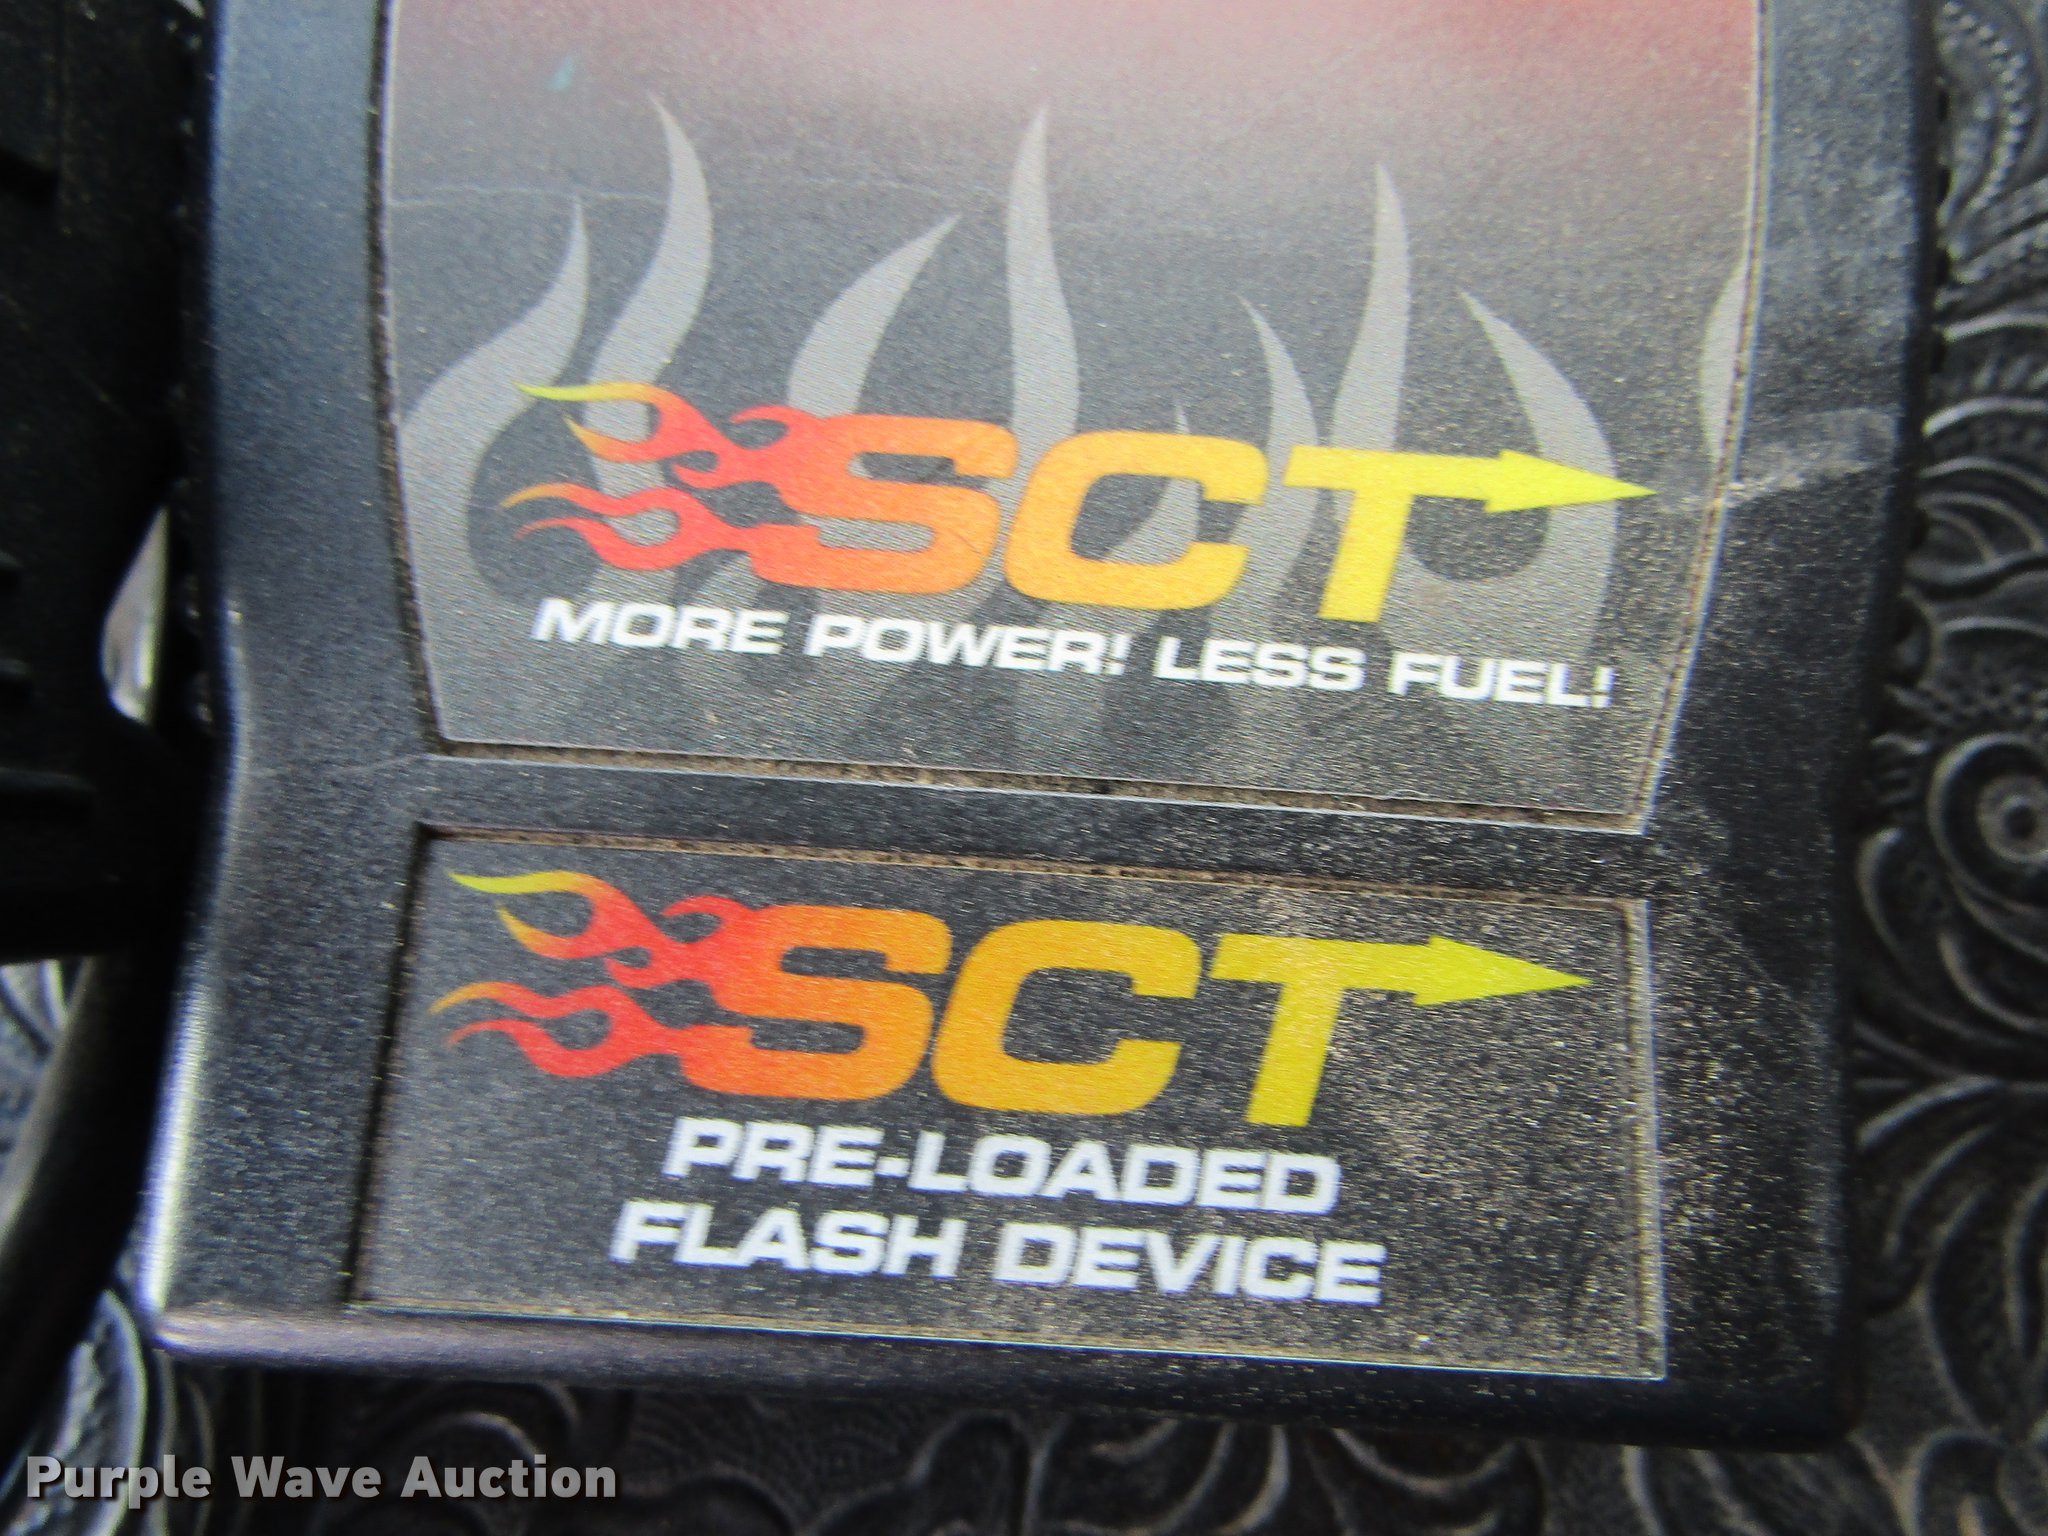 SCT
MORE POWER! LESS FUEL!
SCT
PRE-LOADED
FLASH DEVICE
Purple Wave Auction